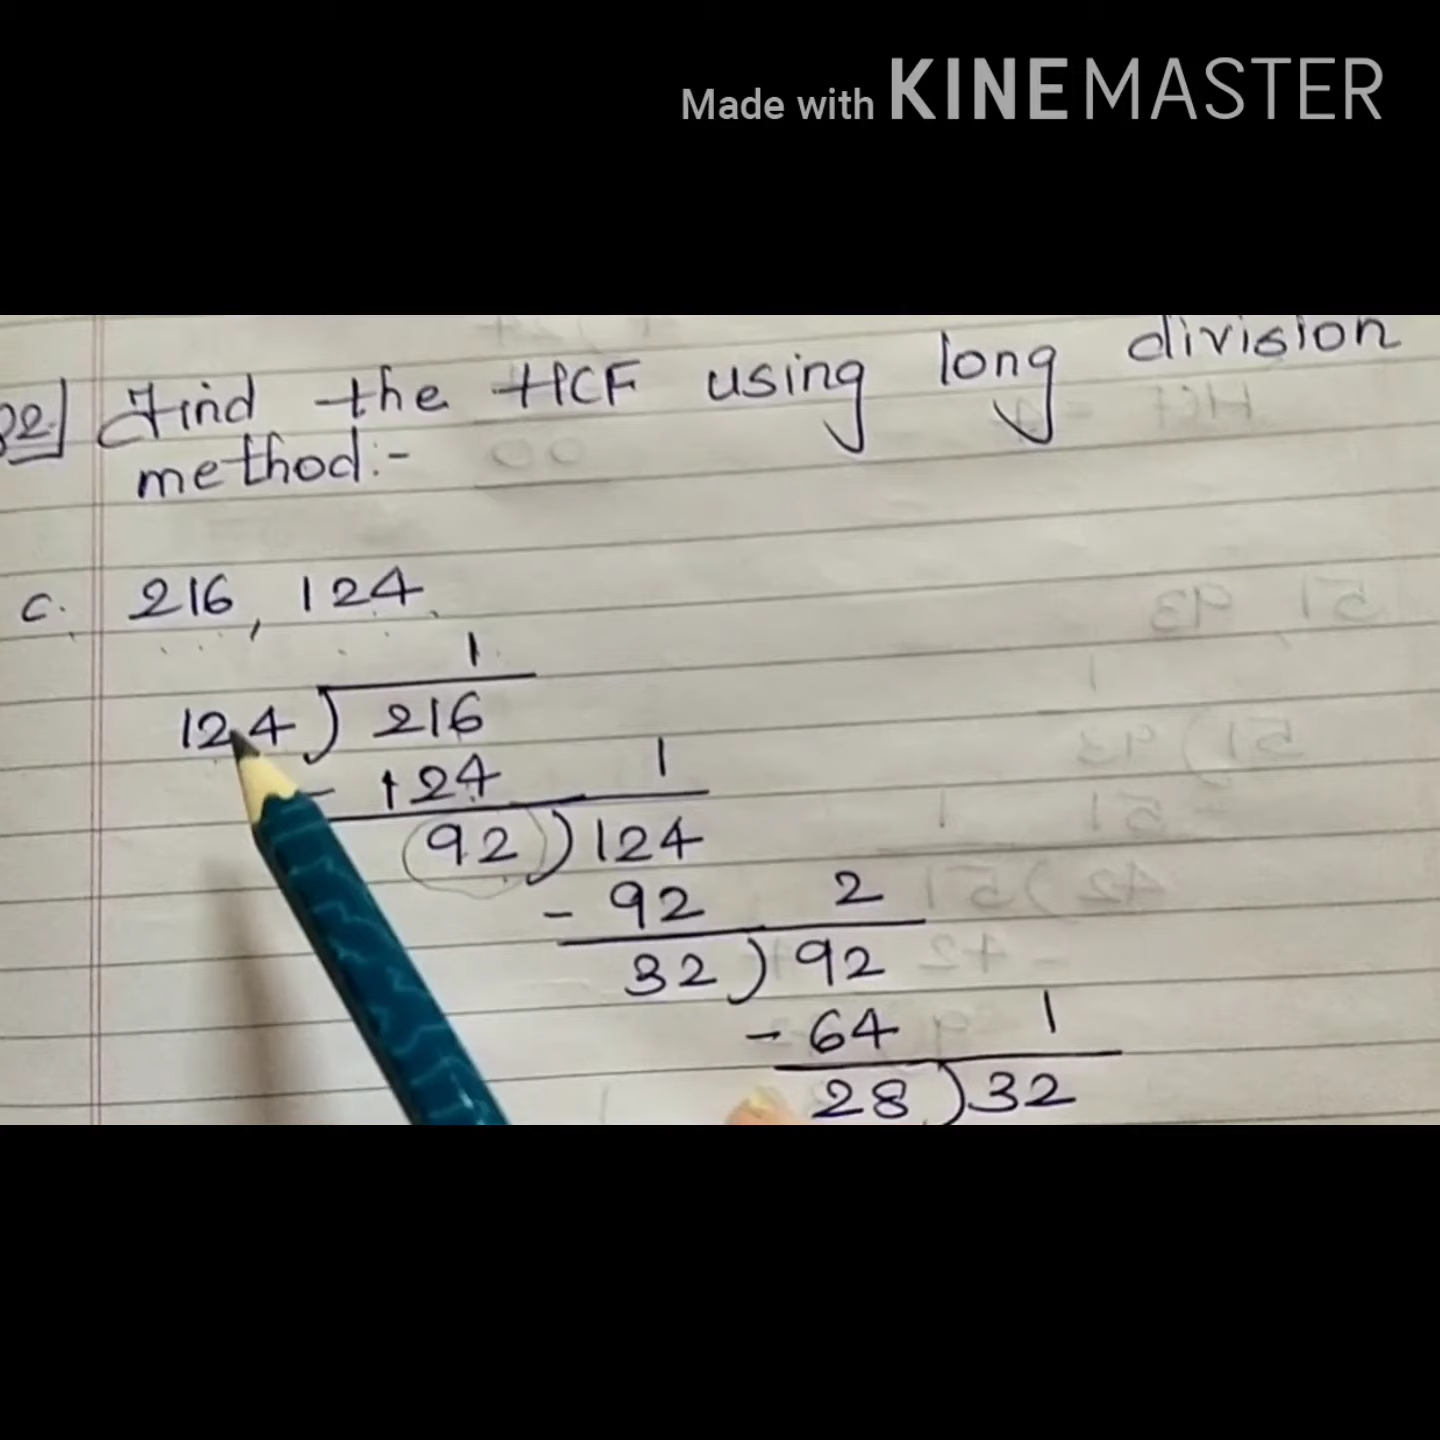 Made with KINEMASTER
Q2] Find the HCF using long division
method:-
c. 216, 124
1
124 ) 216
- 124 1
92 ) 124
- 92 2
32 ) 92
- 64 1
28 ) 32